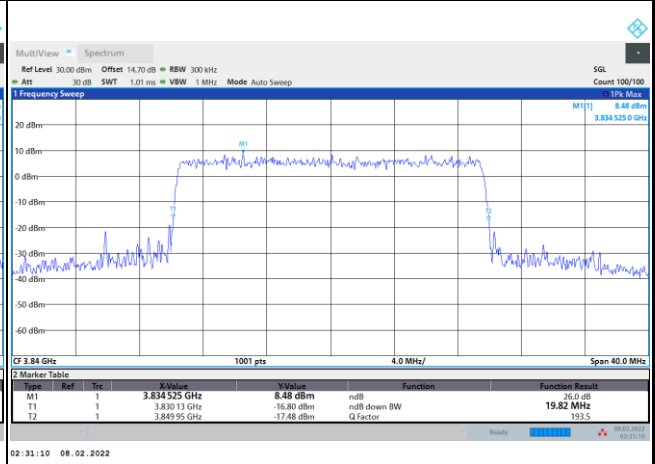 MultiView Spectrum
Ref Level 30.00 dBm Offset 14.70 dB RBW 300 kHz SGL
Att 30 dB SWT 1.01 ms VBW 1 MHz Mode Auto Sweep Count 100/100
1 Frequency Sweep 1Pk Max
M1[1] 8.48 dBm
3.834 525 0 GHz
20 dBm
M1
10 dBm
0 dBm
-10 dBm
T1 T2
-20 dBm
-30 dBm
-40 dBm
-50 dBm
-60 dBm
CF 3.84 GHz 1001 pts 4.0 MHz/ Span 40.0 MHz
2 Marker Table
Type Ref Trc X-Value Y-Value Function Function Result
M1 1 3.834 525 GHz 8.48 dBm ndB 26.0 dB
T1 1 3.830 13 GHz -16.80 dBm ndB down BW 19.82 MHz
T2 1 3.849 95 GHz -17.48 dBm Q Factor 193.5
Ready 08.02.2022
02:31:10
02:31:10 08.02.2022